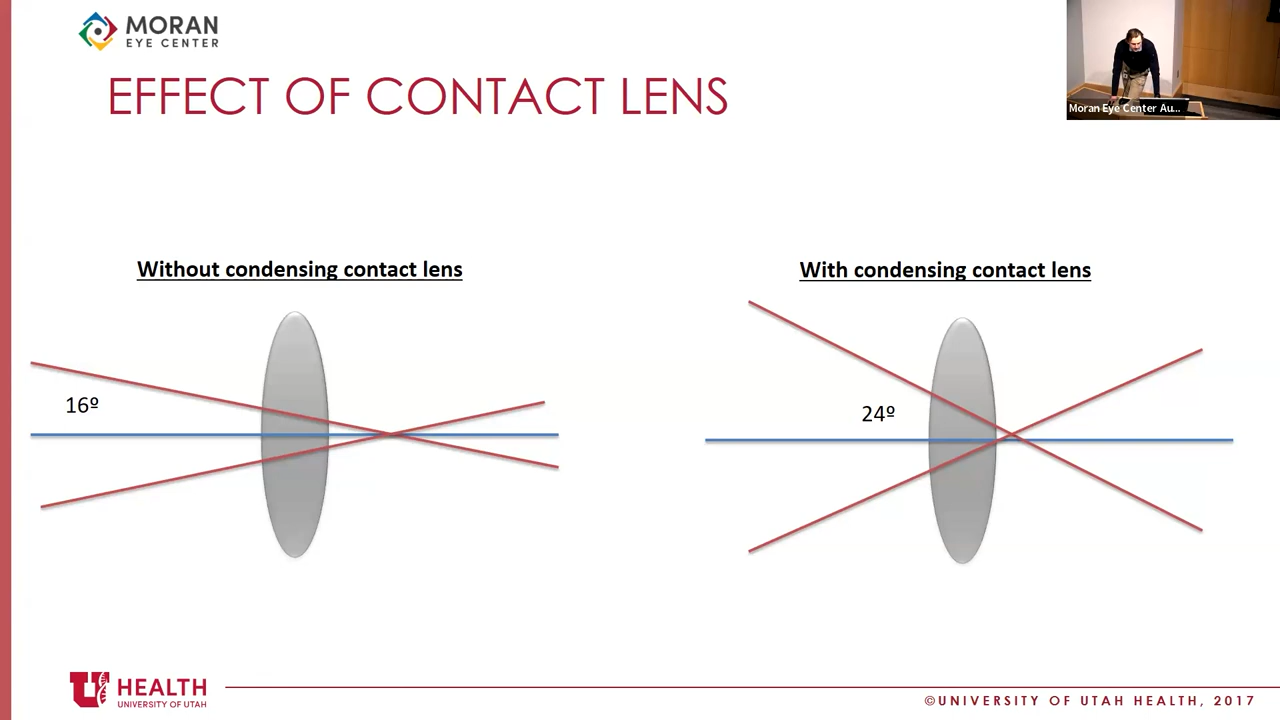 MORAN
EYE CENTER
EFFECT OF CONTACT LENS
Moran Eye Center Au...
Without condensing contact lens
With condensing contact lens
16º
24º
U HEALTH
UNIVERSITY OF UTAH
©UNIVERSITY OF UTAH HEALTH, 2017